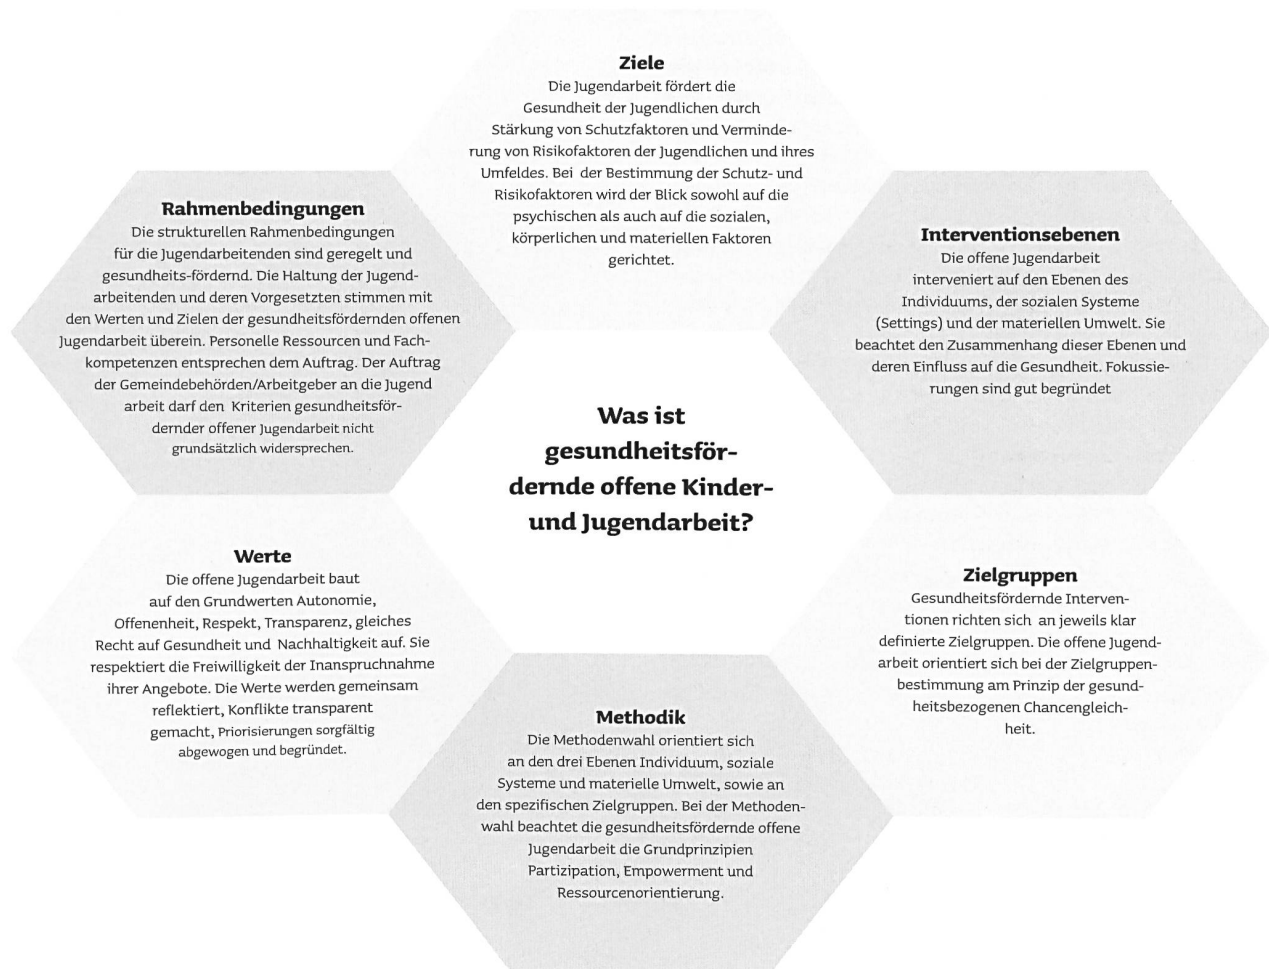 Ziele
Die Jugendarbeit fördert die
Gesundheit der Jugendlichen durch
Stärkung von Schutzfaktoren und Verminde-
rung von Risikofaktoren der Jugendlichen und ihres
Umfeldes. Bei der Bestimmung der Schutz- und
Risikofaktoren wird der Blick sowohl auf die
psychischen als auch auf die sozialen,
körperlichen und materiellen Faktoren
gerichtet.
Rahmenbedingungen
Die strukturellen Rahmenbedingungen
für die Jugendarbeitenden sind geregelt und
gesundheits-fördernd. Die Haltung der Jugend-
arbeitenden und deren Vorgesetzten stimmen mit
den Werten und Zielen der gesundheitsfördernden offenen
Jugendarbeit überein. Personelle Ressourcen und Fach-
kompetenzen entsprechen dem Auftrag. Der Auftrag
der Gemeindebehörden/Arbeitgeber an die Jugend
arbeit darf den Kriterien gesundheitsför-
dernder offener Jugendarbeit nicht
grundsätzlich widersprechen.
Interventionsebenen
Die offene Jugendarbeit
interveniert auf den Ebenen des
Individuums, der sozialen Systeme
(Settings) und der materiellen Umwelt. Sie
beachtet den Zusammenhang dieser Ebenen und
deren Einfluss auf die Gesundheit. Fokussie-
rungen sind gut begründet
Was ist
gesundheitsför-
dernde offene Kinder-
und Jugendarbeit?
Werte
Die offene Jugendarbeit baut
auf den Grundwerten Autonomie,
Offenenheit, Respekt, Transparenz, gleiches
Recht auf Gesundheit und Nachhaltigkeit auf. Sie
respektiert die Freiwilligkeit der Inanspruchnahme
ihrer Angebote. Die Werte werden gemeinsam
reflektiert, Konflikte transparent
gemacht, Priorisierungen sorgfältig
abgewogen und begründet.
Zielgruppen
Gesundheitsfördernde Interven-
tionen richten sich an jeweils klar
definierte Zielgruppen. Die offene Jugend-
arbeit orientiert sich bei der Zielgruppen-
bestimmung am Prinzip der gesund-
heitsbezogenen Chancengleich-
heit.
Methodik
Die Methodenwahl orientiert sich
an den drei Ebenen Individuum, soziale
Systeme und materielle Umwelt, sowie an
den spezifischen Zielgruppen. Bei der Methoden-
wahl beachtet die gesundheitsfördernde offene
Jugendarbeit die Grundprinzipien
Partizipation, Empowerment und
Ressourcenorientierung.